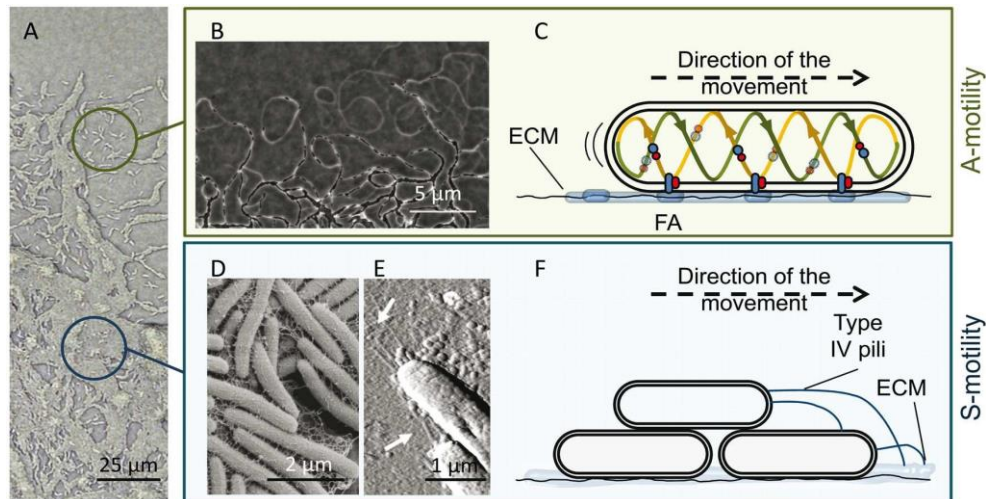 A
25 μm
B
5 μm
C
Direction of the
movement
ECM
FA
A-motility
D
2 μm
E
1 μm
F
Direction of the
movement
Type
IV pili
ECM
S-motility